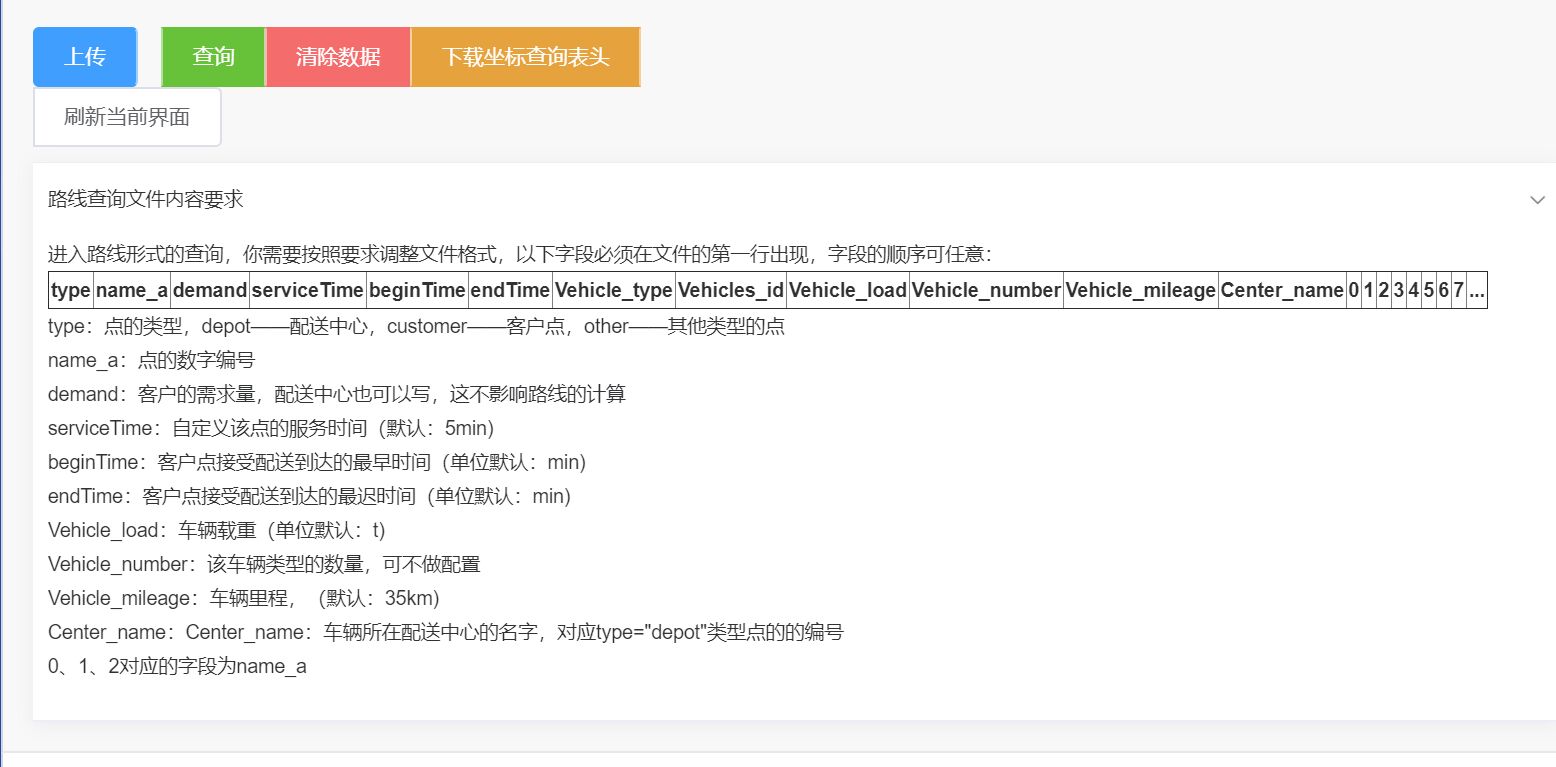 上传 查询 清除数据 下载坐标查询表头
刷新当前界面
路线查询文件内容要求
进入路线形式的查询，你需要按照要求调整文件格式，以下字段必须在文件的第一行出现，字段的顺序可任意：
type name_a demand serviceTime beginTime endTime Vehicle_type Vehicles_id Vehicle_load Vehicle_number Vehicle_mileage Center_name 0 1 2 3 4 5 6 7 ...
type：点的类型，depot——配送中心，customer——客户点，other——其他类型的点
name_a：点的数字编号
demand：客户的需求量，配送中心也可以写，这不影响路线的计算
serviceTime：自定义该点的服务时间（默认：5min）
beginTime：客户点接受配送到达的最早时间（单位默认：min）
endTime：客户点接受配送到达的最迟时间（单位默认：min）
Vehicle_load：车辆载重（单位默认：t）
Vehicle_number：该车辆类型的数量，可不做配置
Vehicle_mileage：车辆里程，（默认：35km）
Center_name：Center_name：车辆所在配送中心的名字，对应type="depot"类型点的的编号
0、1、2对应的字段为name_a